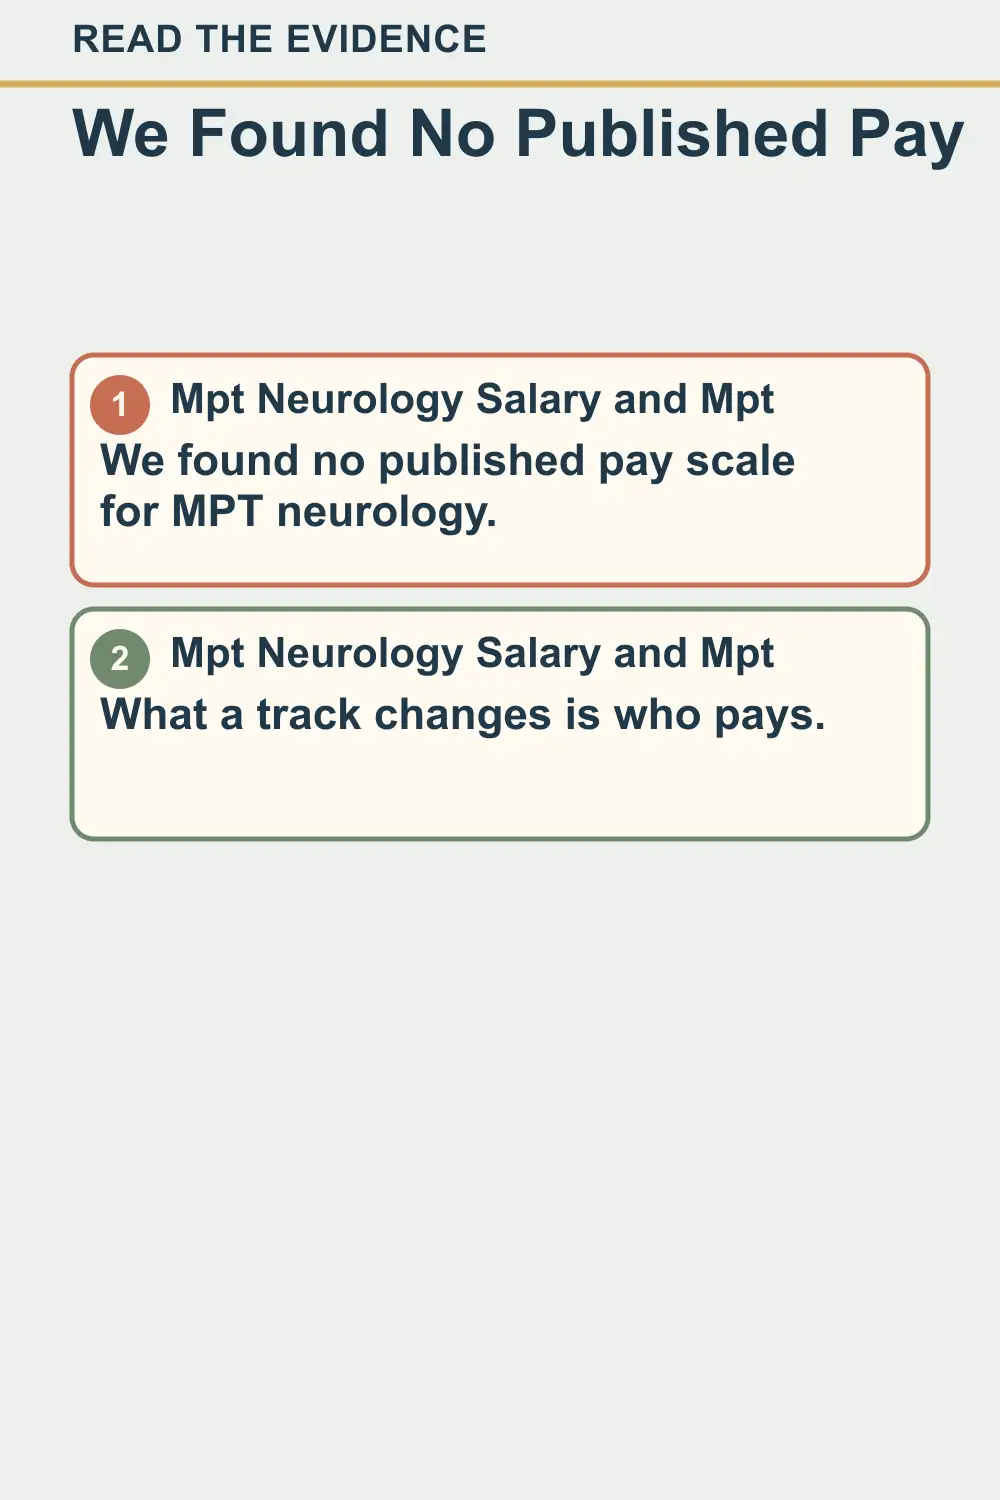 READ THE EVIDENCE
We Found No Published Pay
1 Mpt Neurology Salary and Mpt
We found no published pay scale
for MPT neurology.
2 Mpt Neurology Salary and Mpt
What a track changes is who pays.